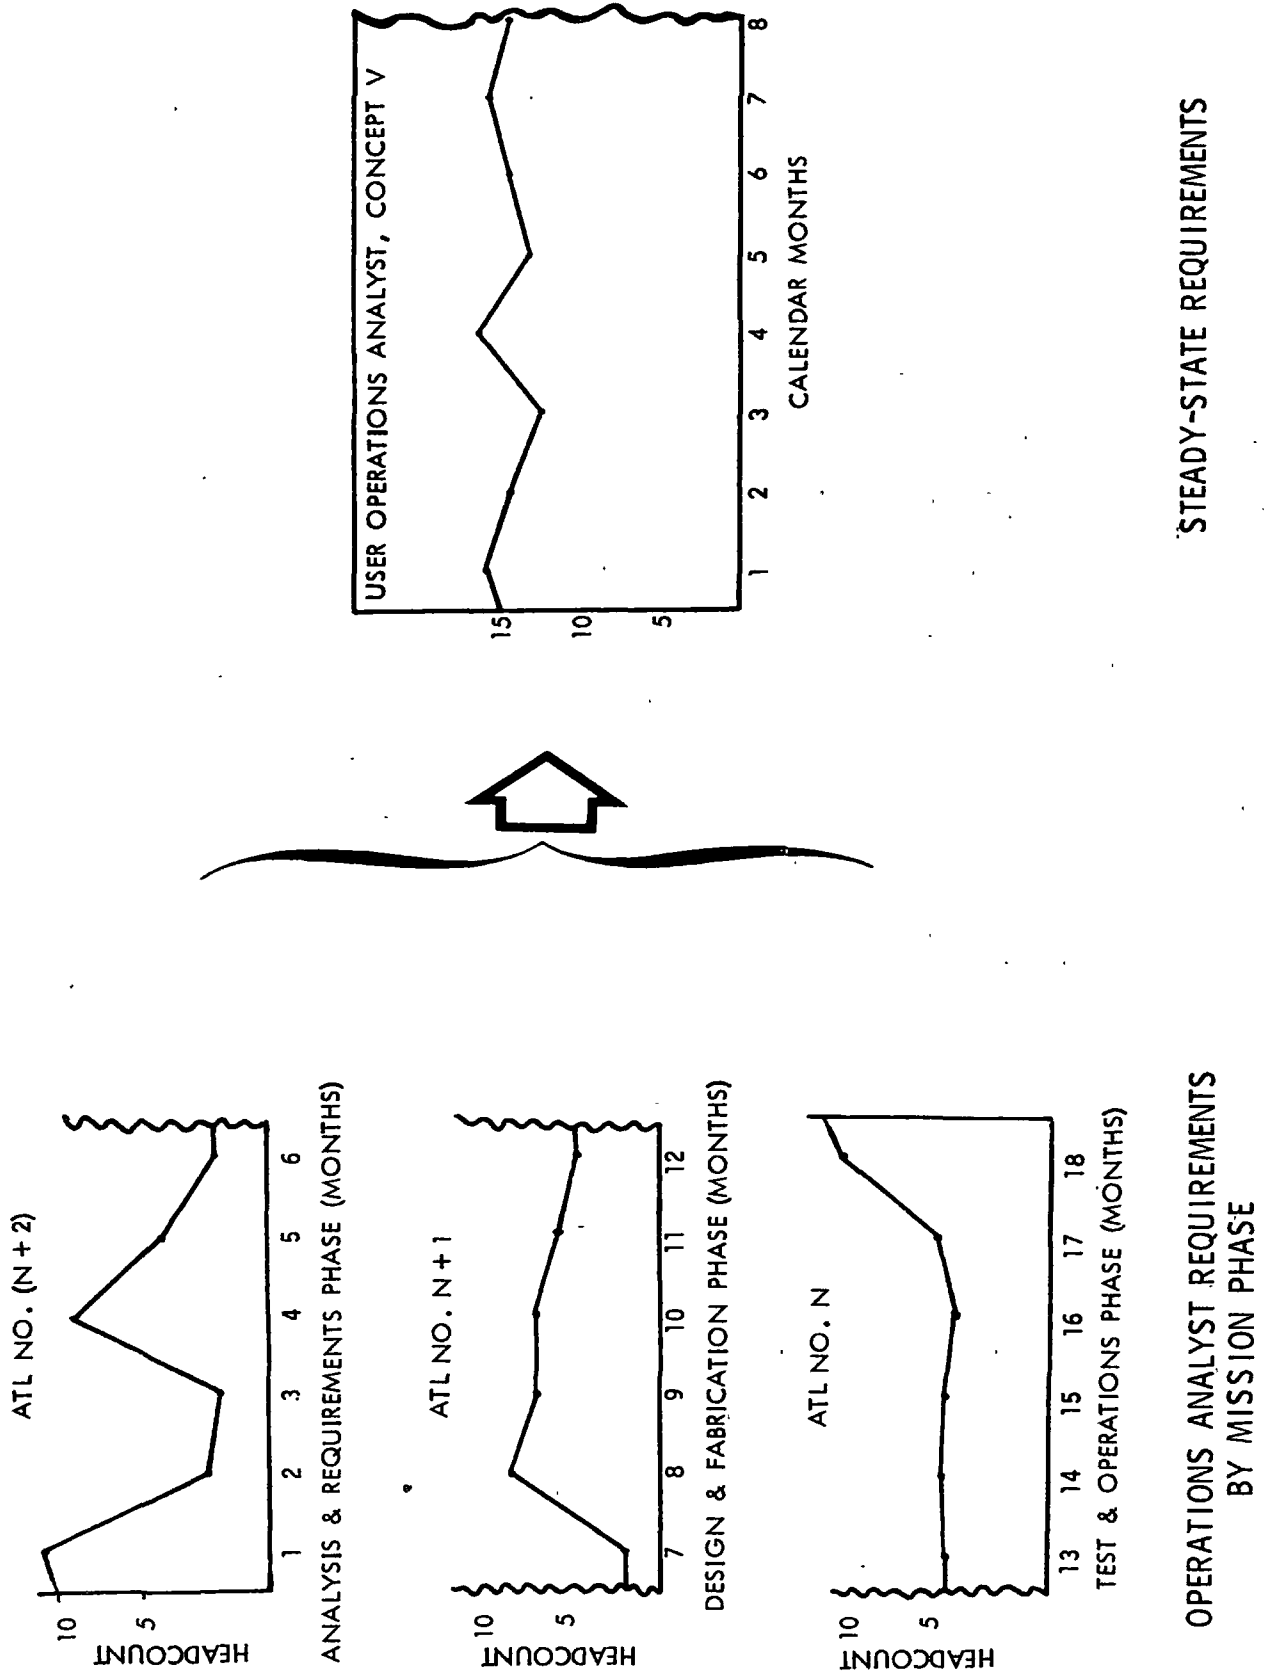 ATL NO. (N + 2)
HEADCOUNT
10
5
1 2 3 4 5 6
ANALYSIS & REQUIREMENTS PHASE (MONTHS)
ATL NO. N + 1
HEADCOUNT
10
5
7 8 9 10 11 12
DESIGN & FABRICATION PHASE (MONTHS)
ATL NO. N
HEADCOUNT
10
5
13 14 15 16 17 18
TEST & OPERATIONS PHASE (MONTHS)
OPERATIONS ANALYST REQUIREMENTS
BY MISSION PHASE
USER OPERATIONS ANALYST, CONCEPT V
15
10
5
1 2 3 4 5 6 7 8
CALENDAR MONTHS
STEADY-STATE REQUIREMENTS